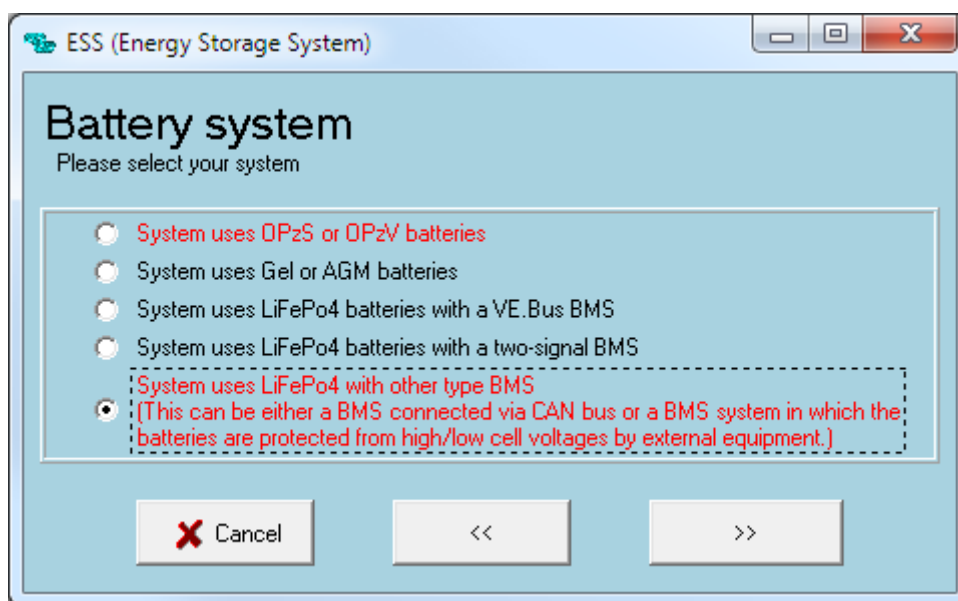 ESS (Energy Storage System)
Battery system
Please select your system
System uses OPzS or OPzV batteries
System uses Gel or AGM batteries
System uses LiFePo4 batteries with a VE.Bus BMS
System uses LiFePo4 batteries with a two-signal BMS
System uses LiFePo4 with other type BMS
(This can be either a BMS connected via CAN bus or a BMS system in which the
batteries are protected from high/low cell voltages by external equipment.)
Cancel
<<
>>